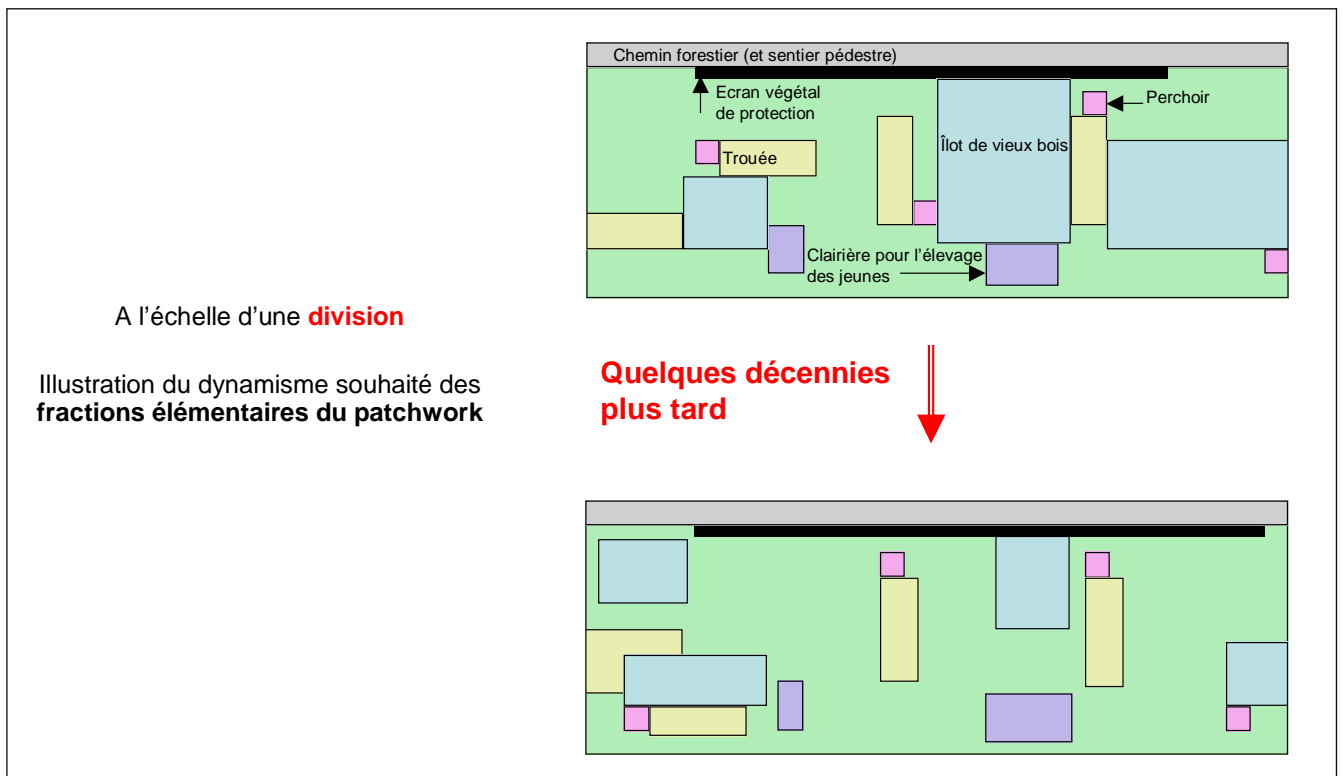 Chemin forestier (et sentier pédestre)
Ecran végétal
de protection
Perchoir
Trouée
Îlot de vieux bois
Clairière pour l'élevage
des jeunes
A l'échelle d'une division
Illustration du dynamisme souhaité des
fractions élémentaires du patchwork
Quelques décennies
plus tard